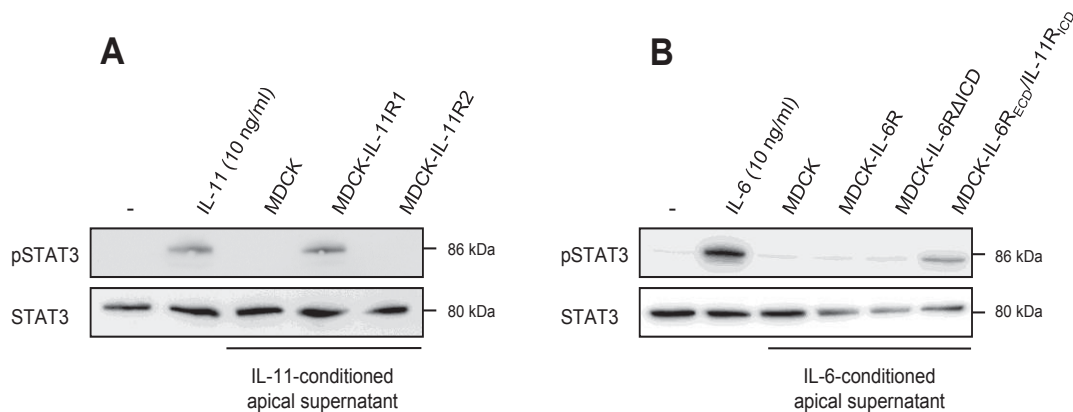 A
-
IL-11 (10 ng/ml)
MDCK
MDCK-IL-11R1
MDCK-IL-11R2
pSTAT3
86 kDa
STAT3
80 kDa
IL-11-conditioned
apical supernatant
B
-
IL-6 (10 ng/ml)
MDCK
MDCK-IL-6R
MDCK-IL-6RΔICD
MDCK-IL-6R_ECD/IL-11R_ICD
pSTAT3
86 kDa
STAT3
80 kDa
IL-6-conditioned
apical supernatant